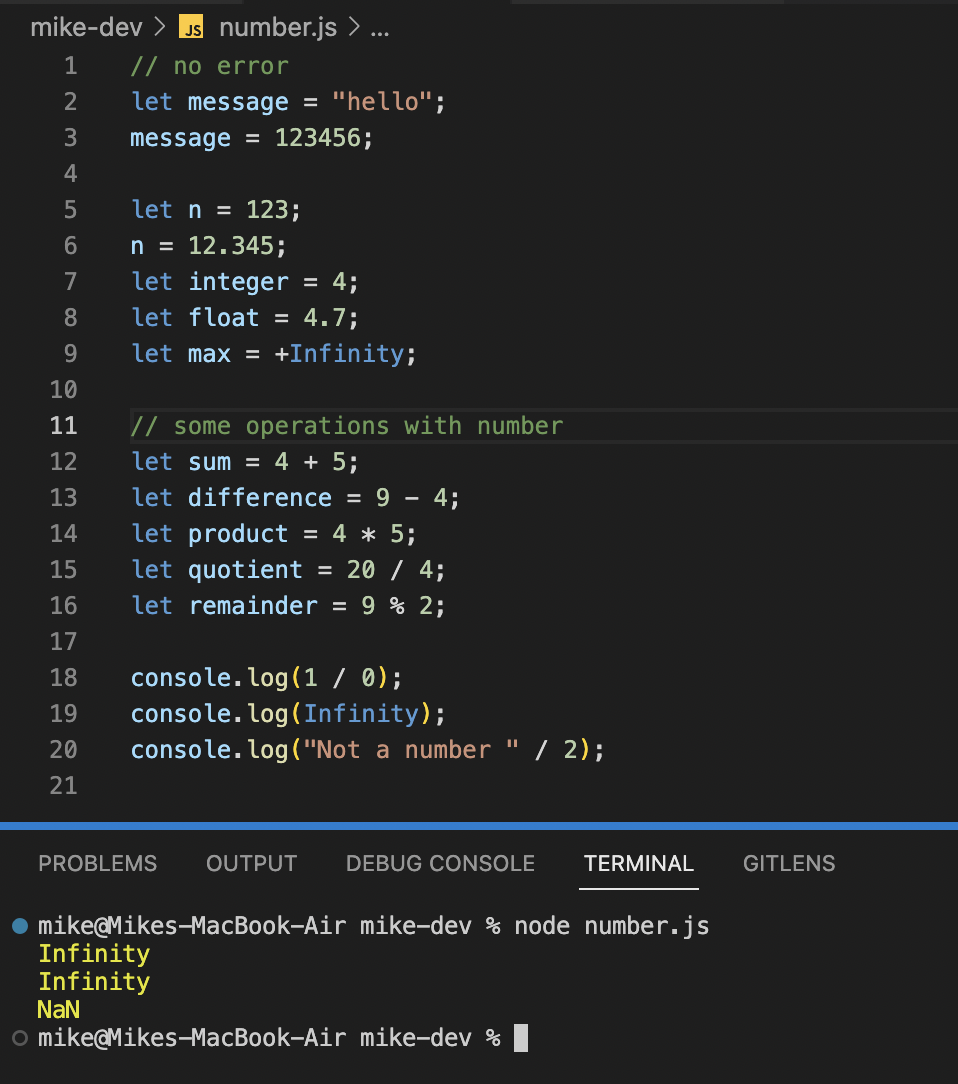 mike-dev > JS number.js > ...
1 // no error
2 let message = "hello";
3 message = 123456;
4
5 let n = 123;
6 n = 12.345;
7 let integer = 4;
8 let float = 4.7;
9 let max = +Infinity;
10
11 // some operations with number
12 let sum = 4 + 5;
13 let difference = 9 - 4;
14 let product = 4 * 5;
15 let quotient = 20 / 4;
16 let remainder = 9 % 2;
17
18 console.log(1 / 0);
19 console.log(Infinity);
20 console.log("Not a number " / 2);
21
PROBLEMS OUTPUT DEBUG CONSOLE TERMINAL GITLENS
mike@Mikes-MacBook-Air mike-dev % node number.js
Infinity
Infinity
NaN
mike@Mikes-MacBook-Air mike-dev %